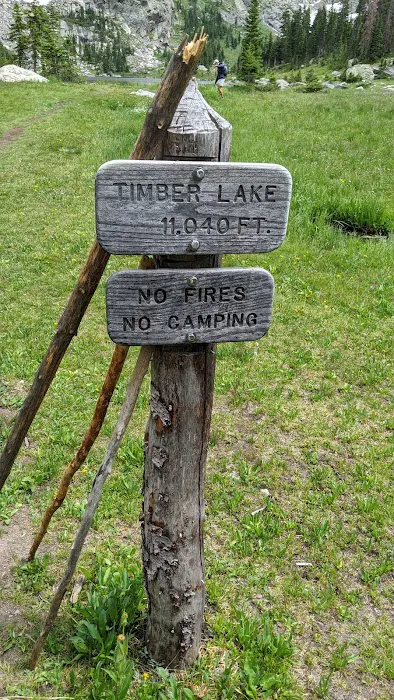 TIMBER LAKE
11,040 FT.
NO FIRES
NO CAMPING